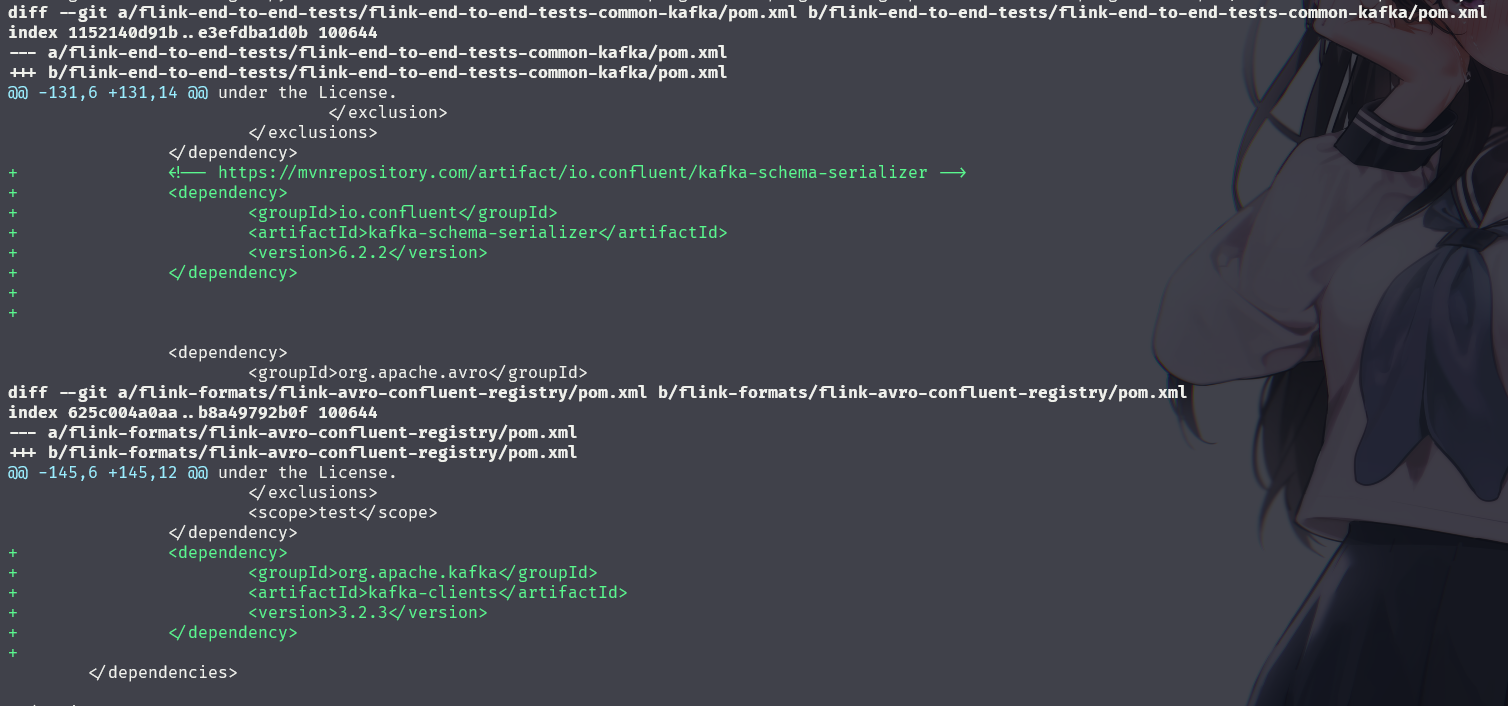 diff --git a/flink-end-to-end-tests/flink-end-to-end-tests-common-kafka/pom.xml b/flink-end-to-end-tests/flink-end-to-end-tests-common-kafka/pom.xml
index 1152140d91b..e3efdba1d0b 100644
--- a/flink-end-to-end-tests/flink-end-to-end-tests-common-kafka/pom.xml
+++ b/flink-end-to-end-tests/flink-end-to-end-tests-common-kafka/pom.xml
@@ -131,6 +131,14 @@ under the License.
                                </exclusion>
                        </exclusions>
                </dependency>
+               <!-- https://mvnrepository.com/artifact/io.confluent/kafka-schema-serializer -->
+               <dependency>
+                       <groupId>io.confluent</groupId>
+                       <artifactId>kafka-schema-serializer</artifactId>
+                       <version>6.2.2</version>
+               </dependency>
+
+
                <dependency>
                        <groupId>org.apache.avro</groupId>
diff --git a/flink-formats/flink-avro-confluent-registry/pom.xml b/flink-formats/flink-avro-confluent-registry/pom.xml
index 625c004a0aa..b8a49792b0f 100644
--- a/flink-formats/flink-avro-confluent-registry/pom.xml
+++ b/flink-formats/flink-avro-confluent-registry/pom.xml
@@ -145,6 +145,12 @@ under the License.
                        </exclusions>
                        <scope>test</scope>
                </dependency>
+               <dependency>
+                       <groupId>org.apache.kafka</groupId>
+                       <artifactId>kafka-clients</artifactId>
+                       <version>3.2.3</version>
+               </dependency>
+
        </dependencies>